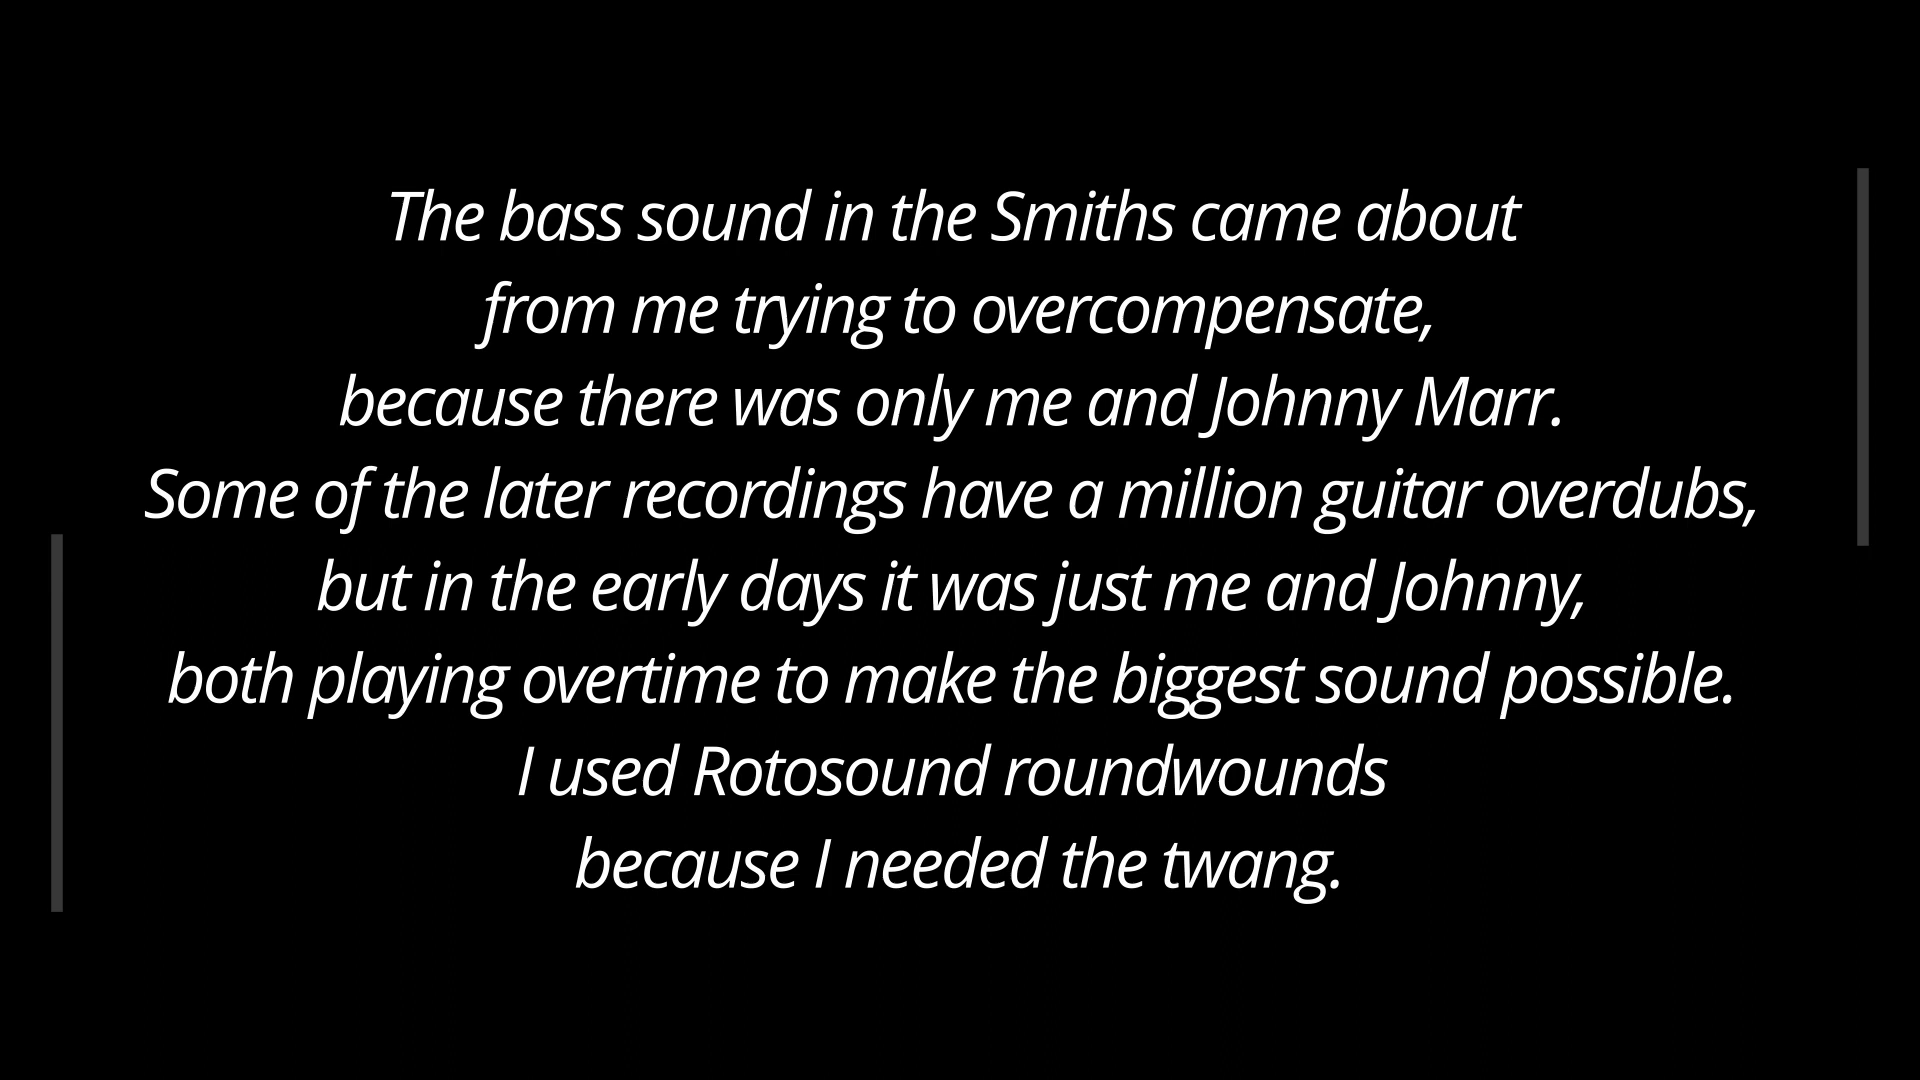 The bass sound in the Smiths came about
from me trying to overcompensate,
because there was only me and Johnny Marr.
Some of the later recordings have a million guitar overdubs,
but in the early days it was just me and Johnny,
both playing overtime to make the biggest sound possible.
I used Rotosound roundwounds
because I needed the twang.